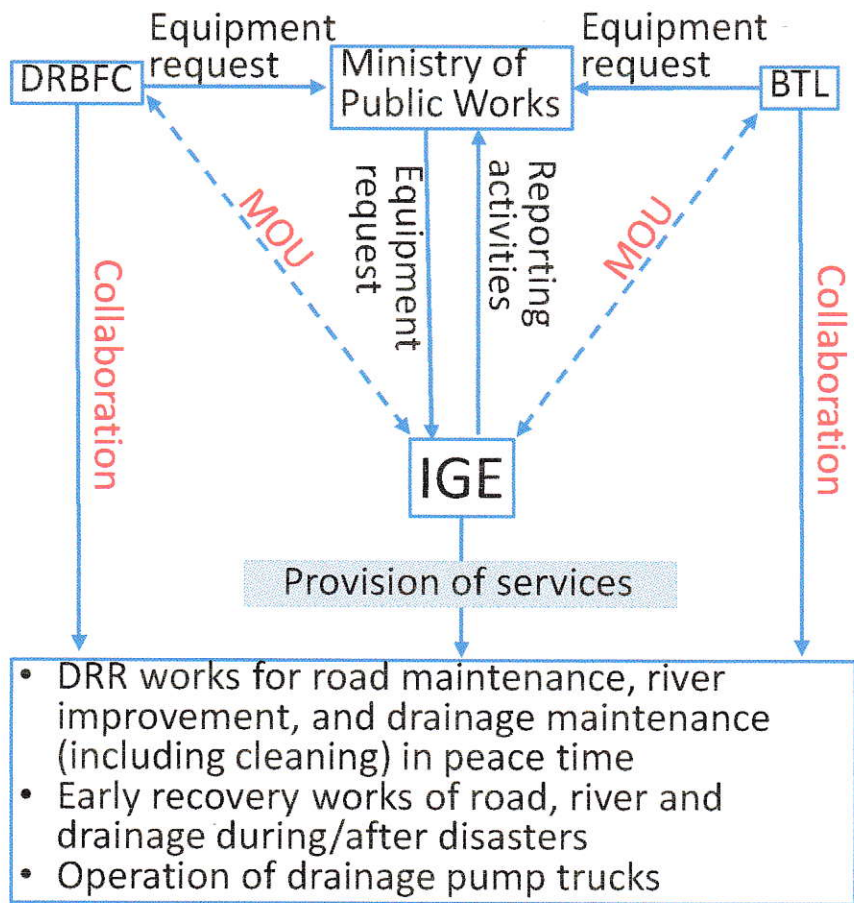 Equipment
request
Equipment
request
DRBFC
Ministry of
Public Works
BTL
MOU
Equipment
request
Reporting
activities
MOU
Collaboration
Collaboration
IGE
Provision of services
• DRR works for road maintenance, river
improvement, and drainage maintenance
(including cleaning) in peace time
• Early recovery works of road, river and
drainage during/after disasters
• Operation of drainage pump trucks